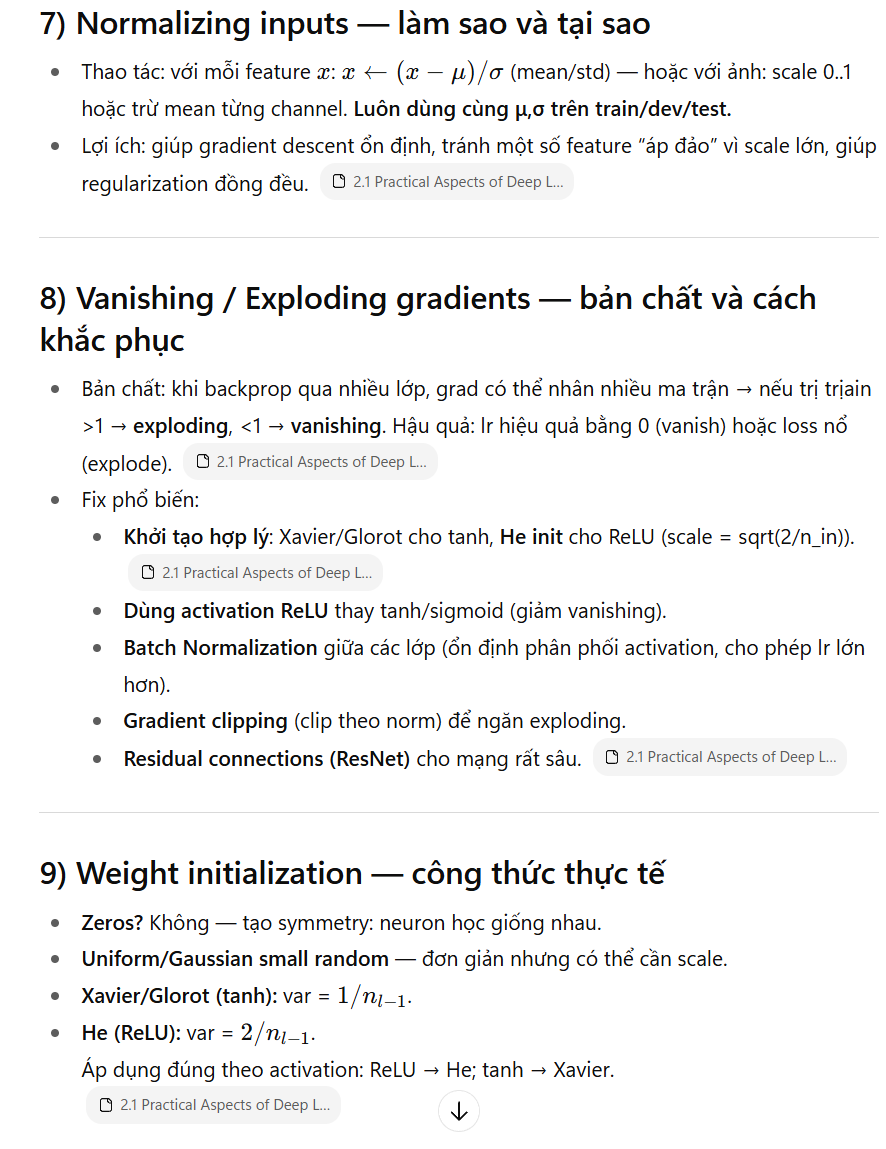 7) Normalizing inputs — làm sao và tại sao
• Thao tác: với mỗi feature x: x ← (x − μ)/σ (mean/std) — hoặc với ảnh: scale 0..1
hoặc trừ mean từng channel. Luôn dùng cùng μ,σ trên train/dev/test.
• Lợi ích: giúp gradient descent ổn định, tránh một số feature “áp đảo” vì scale lớn, giúp
regularization đồng đều. 2.1 Practical Aspects of Deep L...
8) Vanishing / Exploding gradients — bản chất và cách
khắc phục
• Bản chất: khi backprop qua nhiều lớp, grad có thể nhân nhiều ma trận → nếu trị trịain
>1 → exploding, <1 → vanishing. Hậu quả: lr hiệu quả bằng 0 (vanish) hoặc loss nổ
(explode). 2.1 Practical Aspects of Deep L...
• Fix phổ biến:
• Khởi tạo hợp lý: Xavier/Glorot cho tanh, He init cho ReLU (scale = sqrt(2/n_in)).
2.1 Practical Aspects of Deep L...
• Dùng activation ReLU thay tanh/sigmoid (giảm vanishing).
• Batch Normalization giữa các lớp (ổn định phân phối activation, cho phép lr lớn
hơn).
• Gradient clipping (clip theo norm) để ngăn exploding.
• Residual connections (ResNet) cho mạng rất sâu. 2.1 Practical Aspects of Deep L...
9) Weight initialization — công thức thực tế
• Zeros? Không — tạo symmetry: neuron học giống nhau.
• Uniform/Gaussian small random — đơn giản nhưng có thể cần scale.
• Xavier/Glorot (tanh): var = 1/n_{l−1}.
• He (ReLU): var = 2/n_{l−1}.
Áp dụng đúng theo activation: ReLU → He; tanh → Xavier.
2.1 Practical Aspects of Deep L...